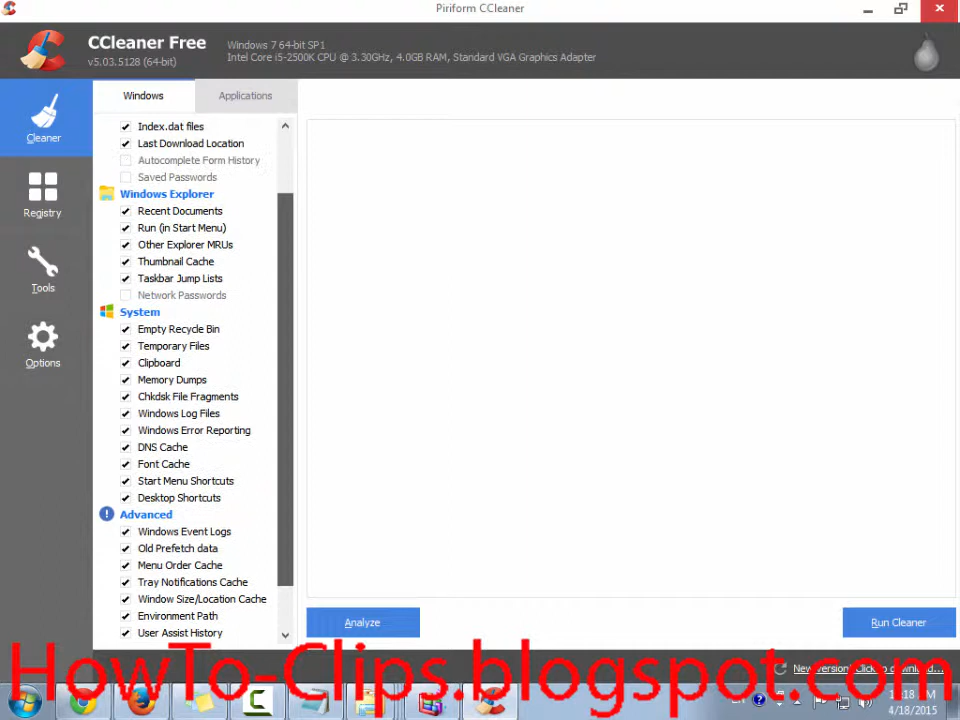 Piriform CCleaner
CCleaner Free
v5.03.5128 (64-bit)
Windows 7 64-bit SP1
Intel Core i5-2500K CPU @ 3.30GHz, 4.0GB RAM, Standard VGA Graphics Adapter
Cleaner
Registry
Tools
Options
Windows
Applications
Index.dat files
Last Download Location
Autocomplete Form History
Saved Passwords
Windows Explorer
Recent Documents
Run (in Start Menu)
Other Explorer MRUs
Thumbnail Cache
Taskbar Jump Lists
Network Passwords
System
Empty Recycle Bin
Temporary Files
Clipboard
Memory Dumps
Chkdsk File Fragments
Windows Log Files
Windows Error Reporting
DNS Cache
Font Cache
Start Menu Shortcuts
Desktop Shortcuts
Advanced
Windows Event Logs
Old Prefetch data
Menu Order Cache
Tray Notifications Cache
Window Size/Location Cache
Environment Path
User Assist History
Analyze
Run Cleaner
New version! Click to download...
HowTo-Clips.blogspot.com
4/18/2015